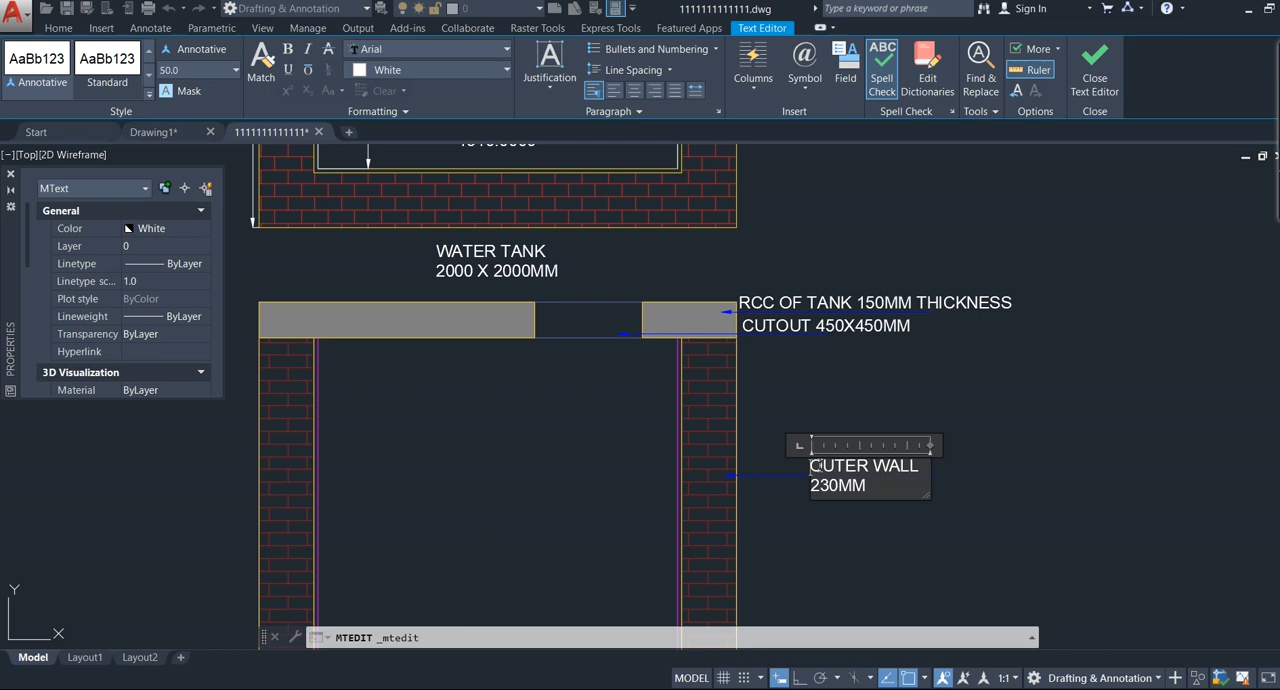 Drafting & Annotation
0
1111111111111.dwg
Type a keyword or phrase
Sign In
Home Insert Annotate Parametric View Manage Output Add-ins Collaborate Express Tools Raster Tools Featured Apps Text Editor
AaBb123 AaBb123
Annotative Standard
Annotative
50.0
Mask
Style
Match
B I A
Arial
U O
White
Aa Clear
Formatting
Justification
Bullets and Numbering
Line Spacing
Paragraph
Columns
Symbol
Field
Insert
ABC
Spell
Check
Edit
Dictionaries
Spell Check
Find &
Replace
Tools
More
Ruler
Options
Close
Text Editor
Close
Start Drawing1* 1111111111111*
[−][Top][2D Wireframe]
MText
General
Color White
Layer 0
Linetype ByLayer
Linetype sc... 1.0
Plot style ByColor
Lineweight ByLayer
Transparency ByLayer
Hyperlink
3D Visualization
Material ByLayer
PROPERTIES
WATER TANK
2000 X 2000MM
RCC OF TANK 150MM THICKNESS
CUTOUT 450X450MM
OUTER WALL
230MM
Y
X
MTEDIT _mtedit
Model Layout1 Layout2
MODEL 1:1 Drafting & Annotation